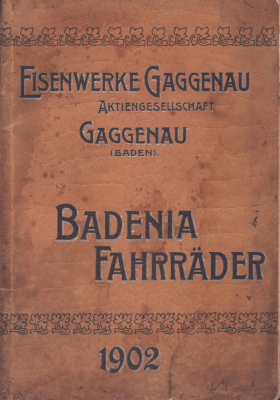 EISENWERKE GAGGENAU
AKTIENGESELLSCHAFT
GAGGENAU
(BADEN).
BADENIA
FAHRRÄDER
1902